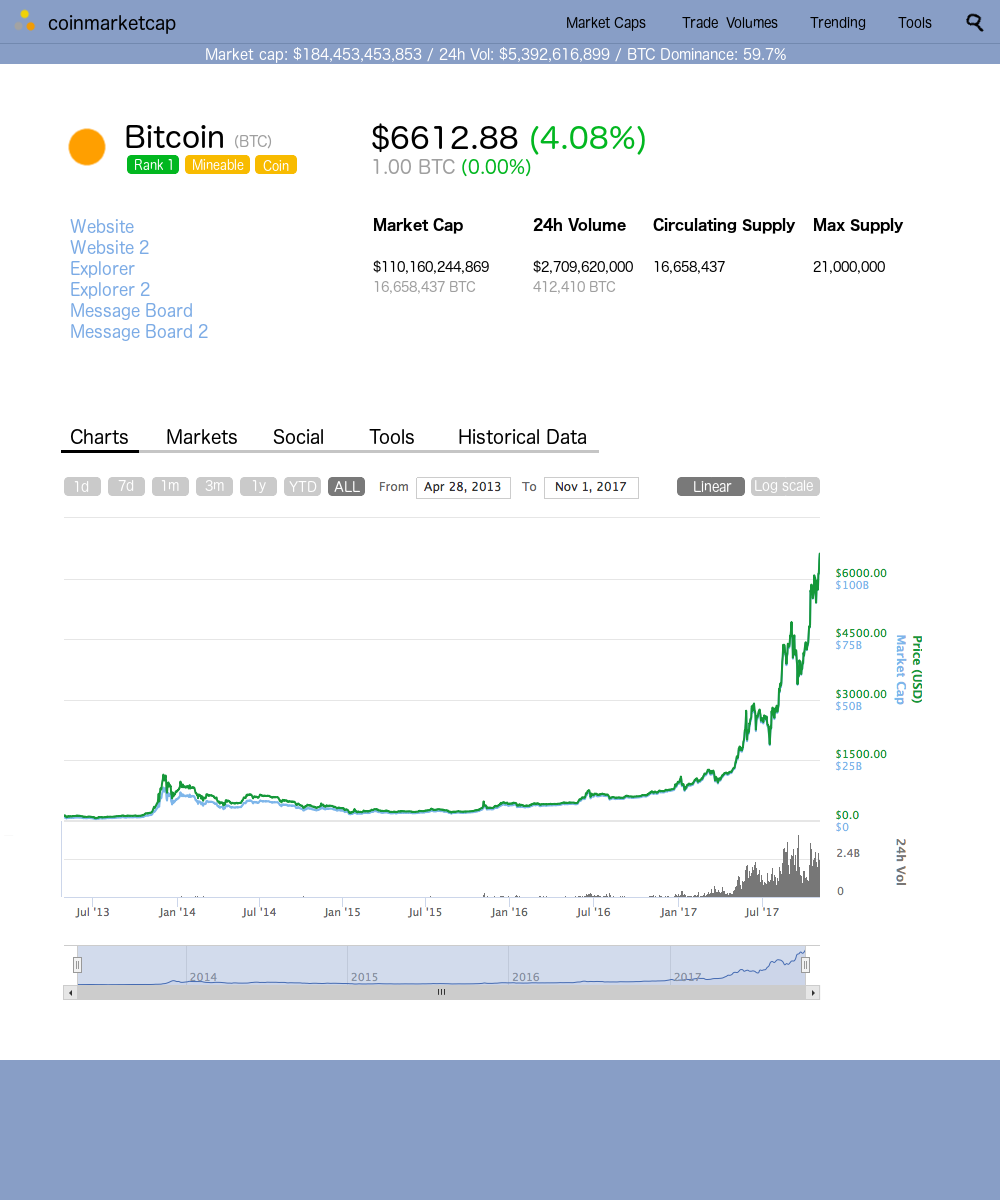 coinmarketcap Market Caps Trade Volumes Trending Tools
Market cap: $184,453,453,853 / 24h Vol: $5,392,616,899 / BTC Dominance: 59.7%
Bitcoin (BTC) $6612.88 (4.08%)
Rank 1 Mineable Coin 1.00 BTC (0.00%)
Website
Website 2
Explorer
Explorer 2
Message Board
Message Board 2
Market Cap 24h Volume Circulating Supply Max Supply
$110,160,244,869 $2,709,620,000 16,658,437 21,000,000
16,658,437 BTC 412,410 BTC
Charts Markets Social Tools Historical Data
1d 7d 1m 3m 1y YTD ALL From Apr 28, 2013 To Nov 1, 2017 Linear Log scale
$6000.00
$100B
$4500.00
$75B
$3000.00
$50B
$1500.00
$25B
$0.0
$0
Price (USD)
Market Cap
2.4B
0
24h Vol
Jul '13 Jan '14 Jul '14 Jan '15 Jul '15 Jan '16 Jul '16 Jan '17 Jul '17
2014 2015 2016 2017